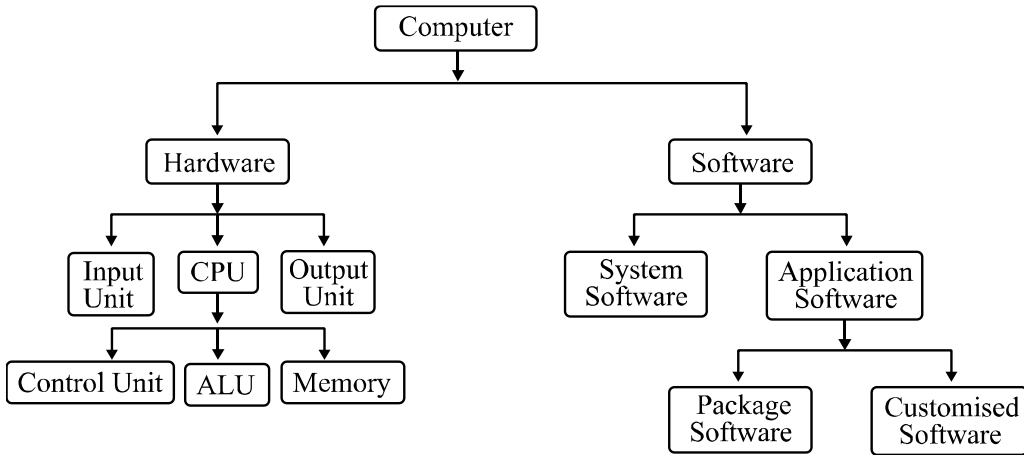 Computer
Hardware
Software
Input
Unit
CPU
Output
Unit
System
Software
Application
Software
Control Unit
ALU
Memory
Package
Software
Customised
Software